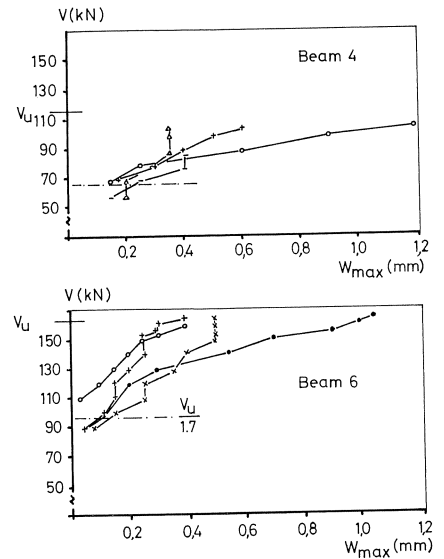 V(kN)
Beam 4
150
130
Vu 110
90
70
50
0,2 0,4 0,6 0,8 1,0 1,2
Wmax (mm)
V(kN)
Vu
150
130
Beam 6
110
Vu
1.7
90
70
50
30
0,2 0,4 0,6 0,8 1.0 1.2
Wmax (mm)